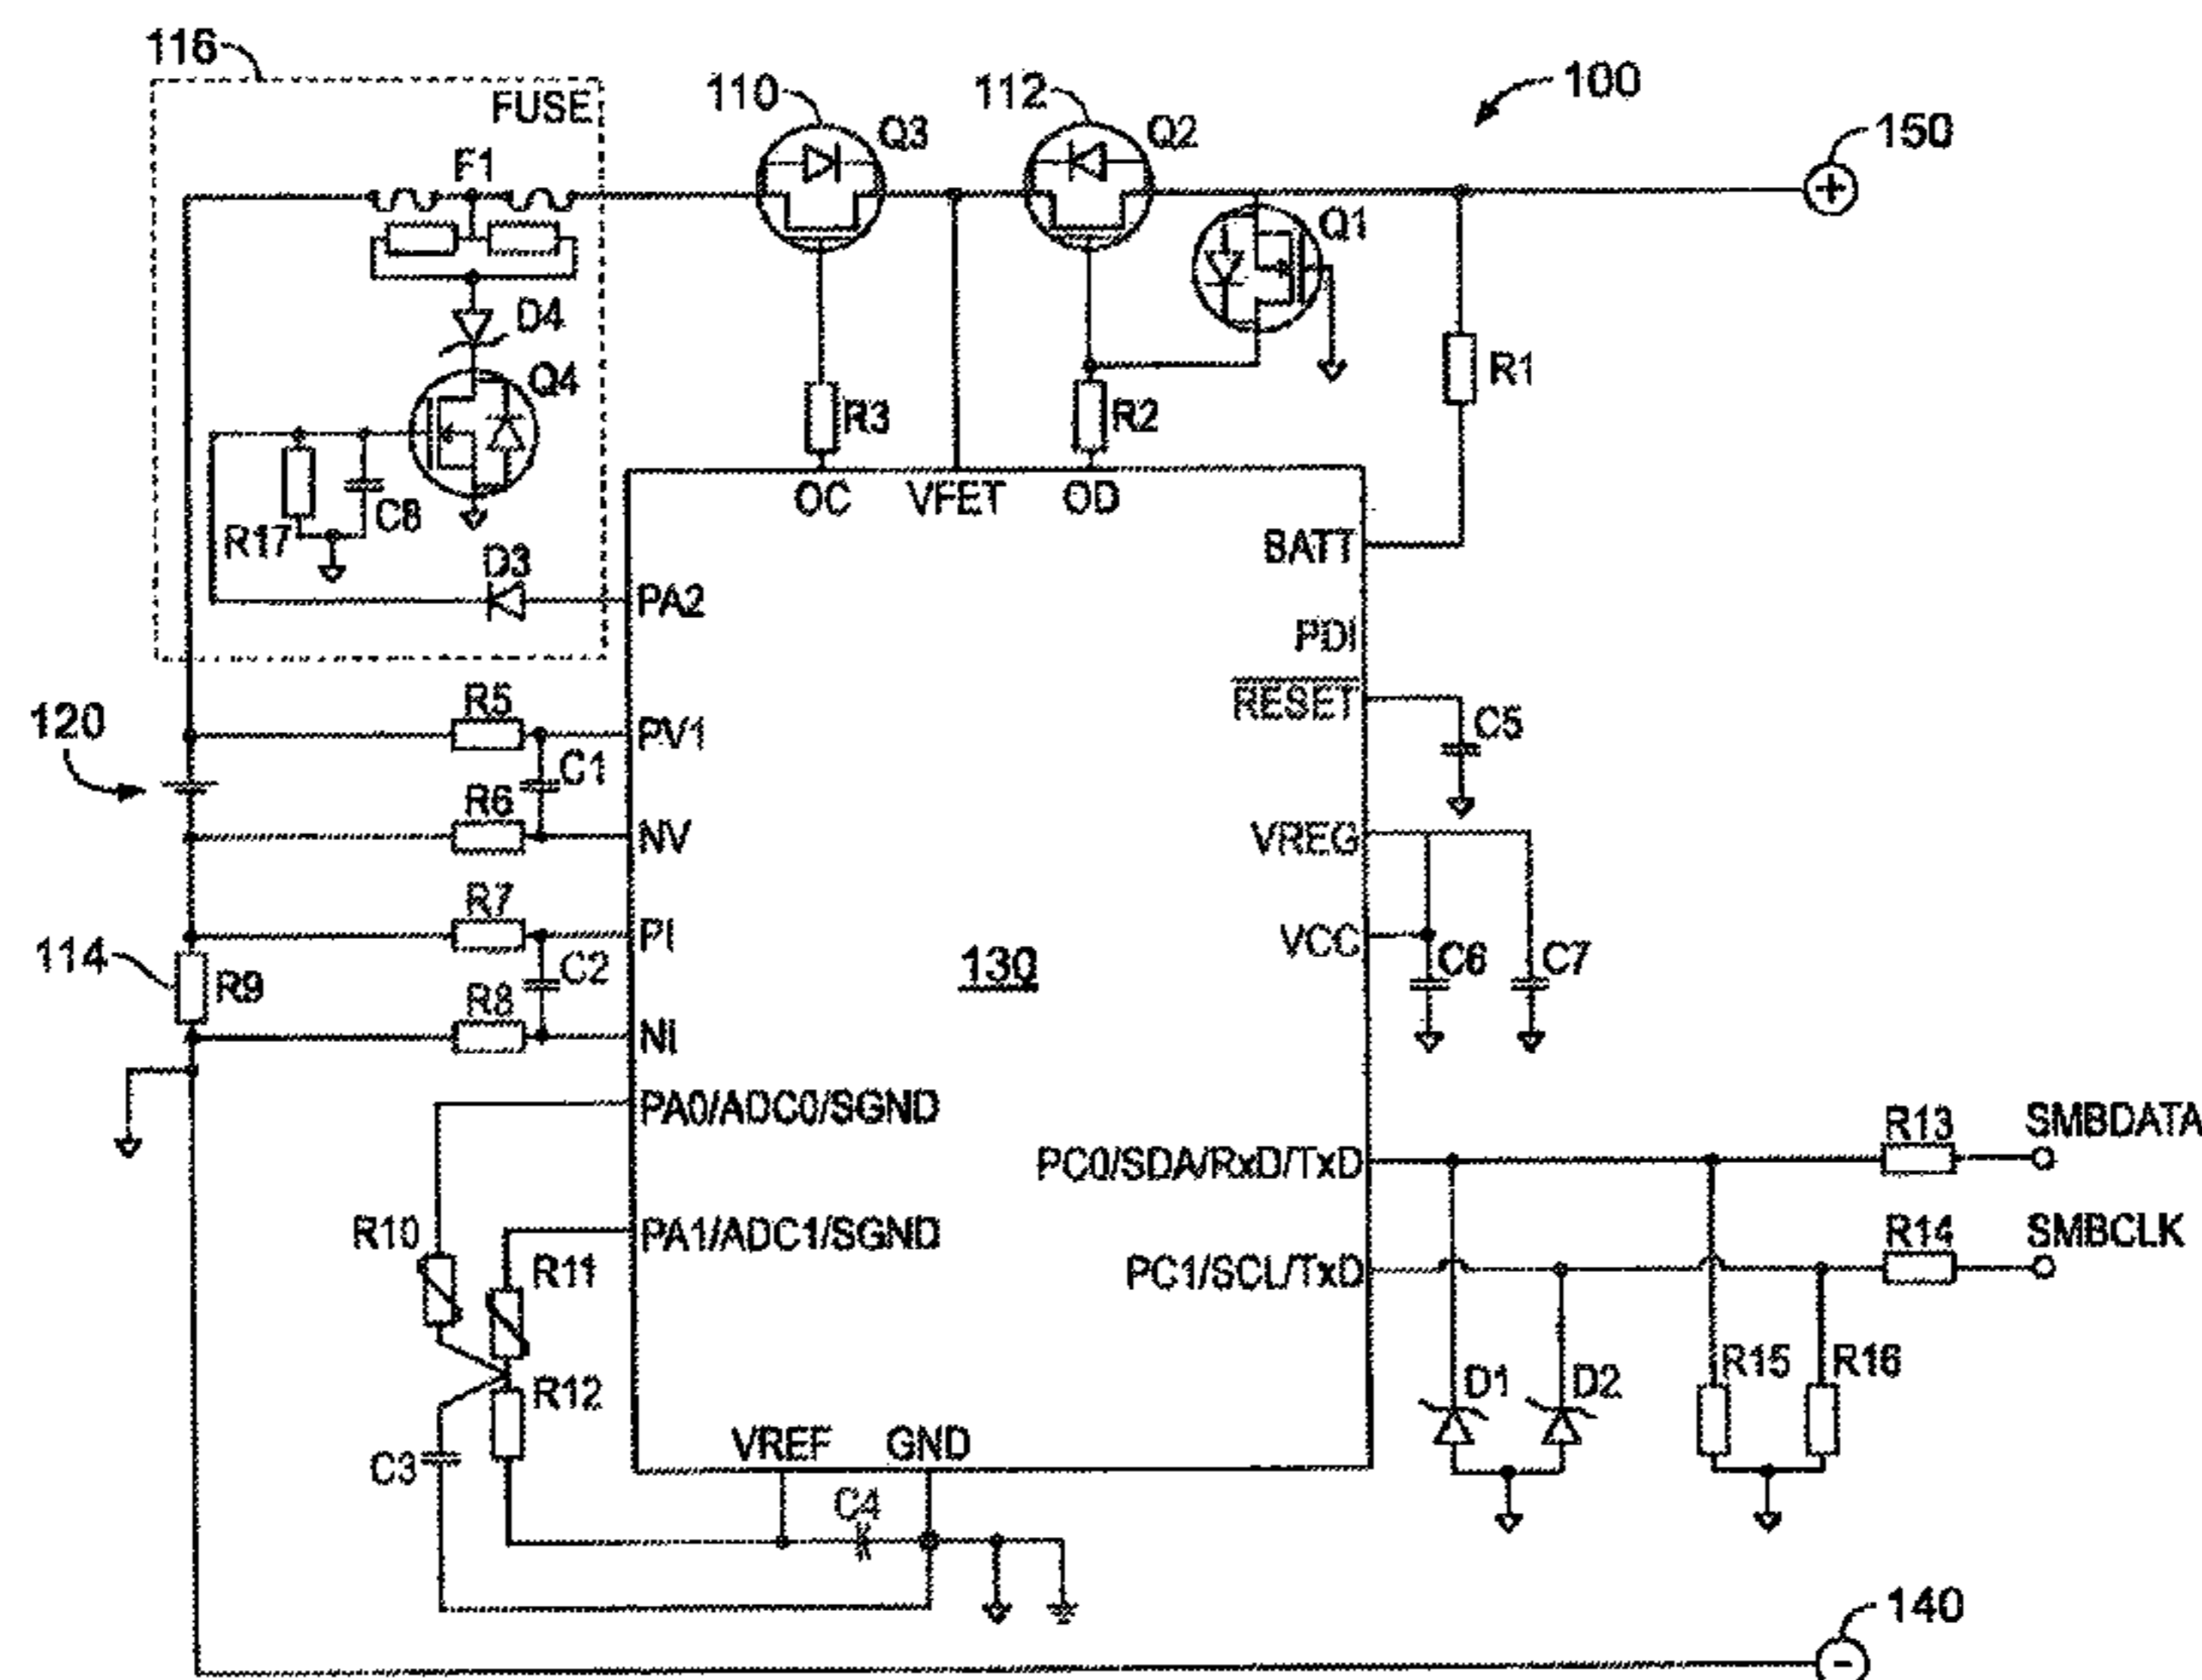 116
FUSE
F1
D4
Q4
R17
C8
D3
110
Q3
112
Q2
Q1
100
150
R3
R2
R1
OC
VFET
OD
BATT
PA2
PDI
RESET
C5
120
R5
PV1
C1
R6
NV
VREG
R7
PI
VCC
C6
C7
114
R9
C2
R8
NI
130
PA0/ADC0/SGND
PC0/SDA/RxD/TxD
R13
SMBDATA
R10
PA1/ADC1/SGND
R11
PC1/SCL/TxD
R14
SMBCLK
R12
D1
D2
R15
R16
C3
VREF
GND
C4
140